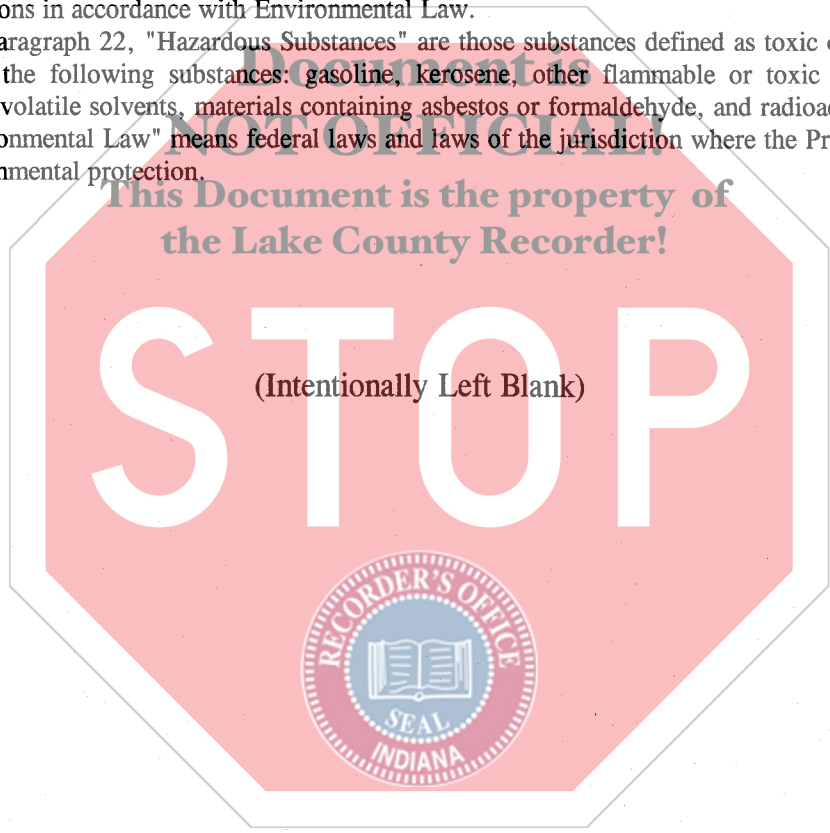 ons in accordance with Environmental Law.
aragraph 22, "Hazardous Substances" are those substances defined as toxic
the following substances: gasoline, kerosene, other flammable or toxic
volatile solvents, materials containing asbestos or formaldehyde, and radioa
onmental Law" means federal laws and laws of the jurisdiction where the Pr
nmental protection.
Document is
NOT OFFICIAL!
This Document is the property of
the Lake County Recorder!
STOP
(Intentionally Left Blank)
RECORDER'S OFFICE
SEAL
INDIANA